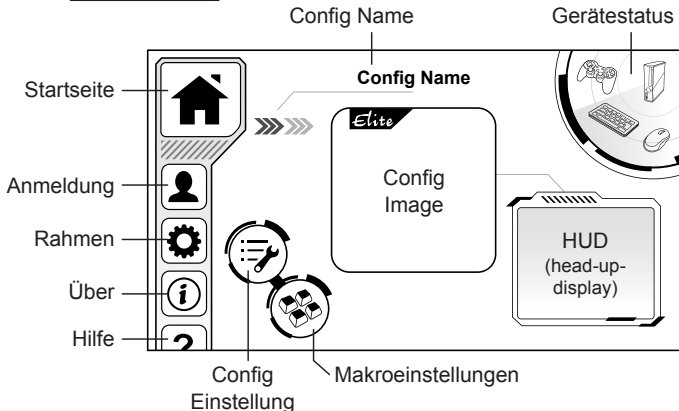 Config Name
Gerätestatus
Startseite
Config Name
Elite
Anmeldung
Config
Image
Rahmen
HUD
(head-up-
display)
Über
i
Hilfe
?
Config
Einstellung
Makroeinstellungen